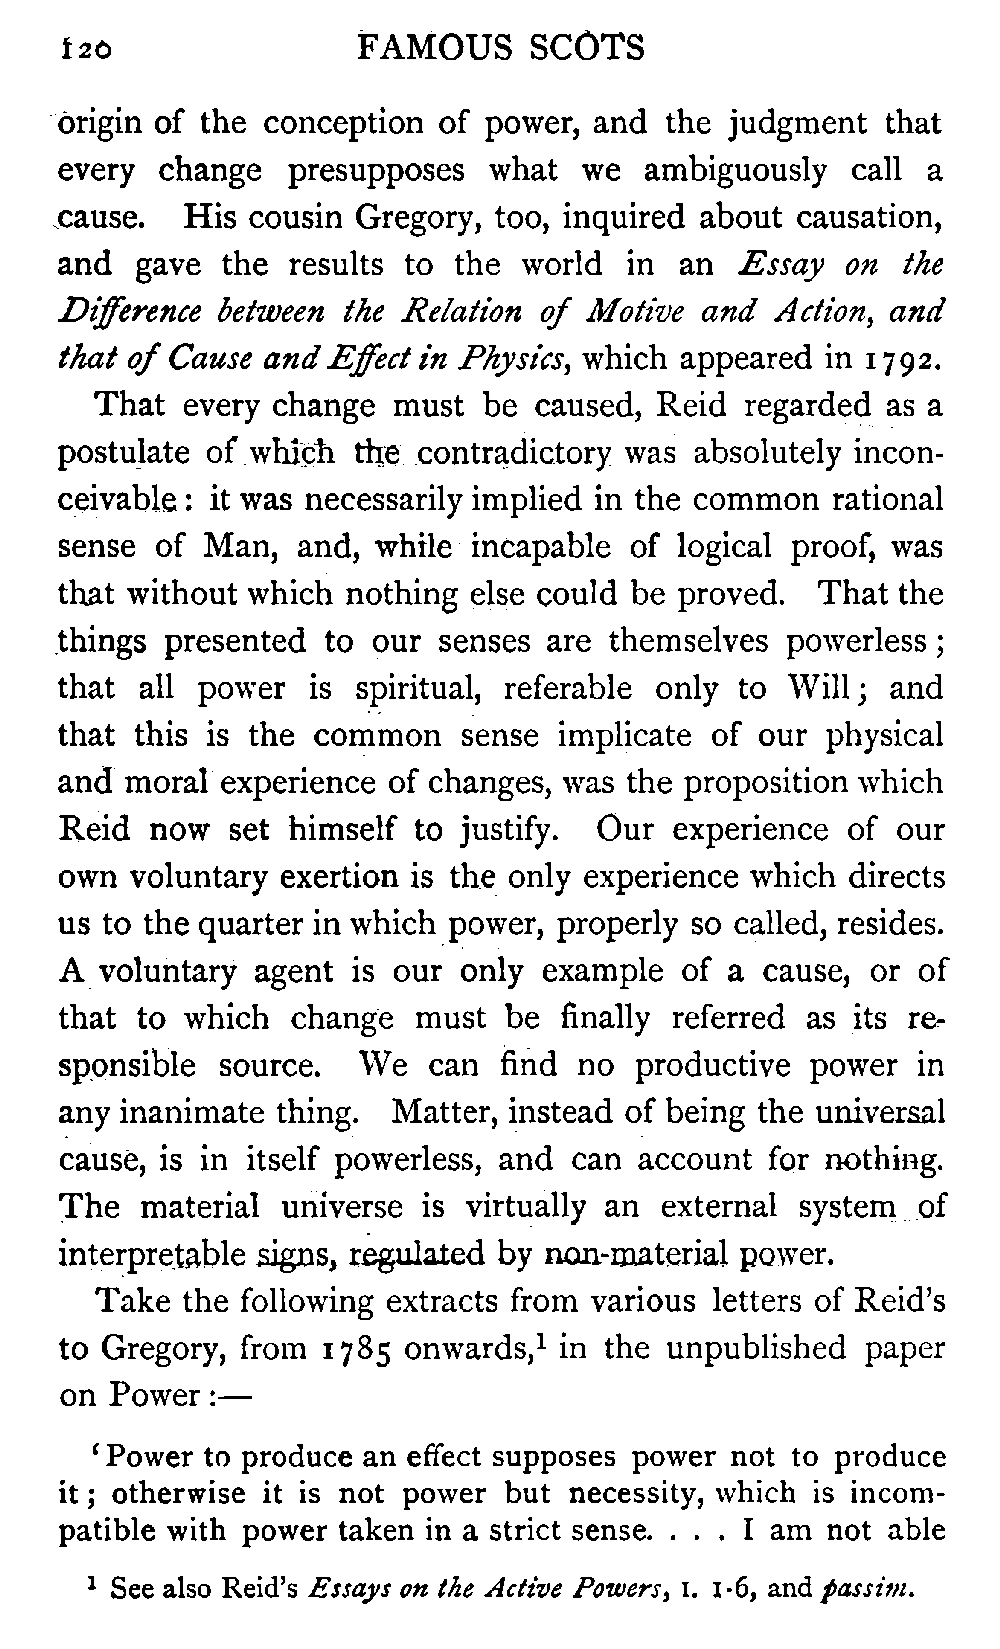 120 FAMOUS SCOTS
origin of the conception of power, and the judgment that
every change presupposes what we ambiguously call a
cause. His cousin Gregory, too, inquired about causation,
and gave the results to the world in an Essay on the
Difference between the Relation of Motive and Action, and
that of Cause and Effect in Physics, which appeared in 1792.
That every change must be caused, Reid regarded as a
postulate of which the contradictory was absolutely incon-
ceivable: it was necessarily implied in the common rational
sense of Man, and, while incapable of logical proof, was
that without which nothing else could be proved. That the
things presented to our senses are themselves powerless;
that all power is spiritual, referable only to Will; and
that this is the common sense implicate of our physical
and moral experience of changes, was the proposition which
Reid now set himself to justify. Our experience of our
own voluntary exertion is the only experience which directs
us to the quarter in which power, properly so called, resides.
A voluntary agent is our only example of a cause, or of
that to which change must be finally referred as its re-
sponsible source. We can find no productive power in
any inanimate thing. Matter, instead of being the universal
cause, is in itself powerless, and can account for nothing.
The material universe is virtually an external system of
interpretable signs, regulated by non-material power.
Take the following extracts from various letters of Reid's
to Gregory, from 1785 onwards,¹ in the unpublished paper
on Power:—
'Power to produce an effect supposes power not to produce
it; otherwise it is not power but necessity, which is incom-
patible with power taken in a strict sense. . . . I am not able
¹ See also Reid's Essays on the Active Powers, I. 1-6, and passim.